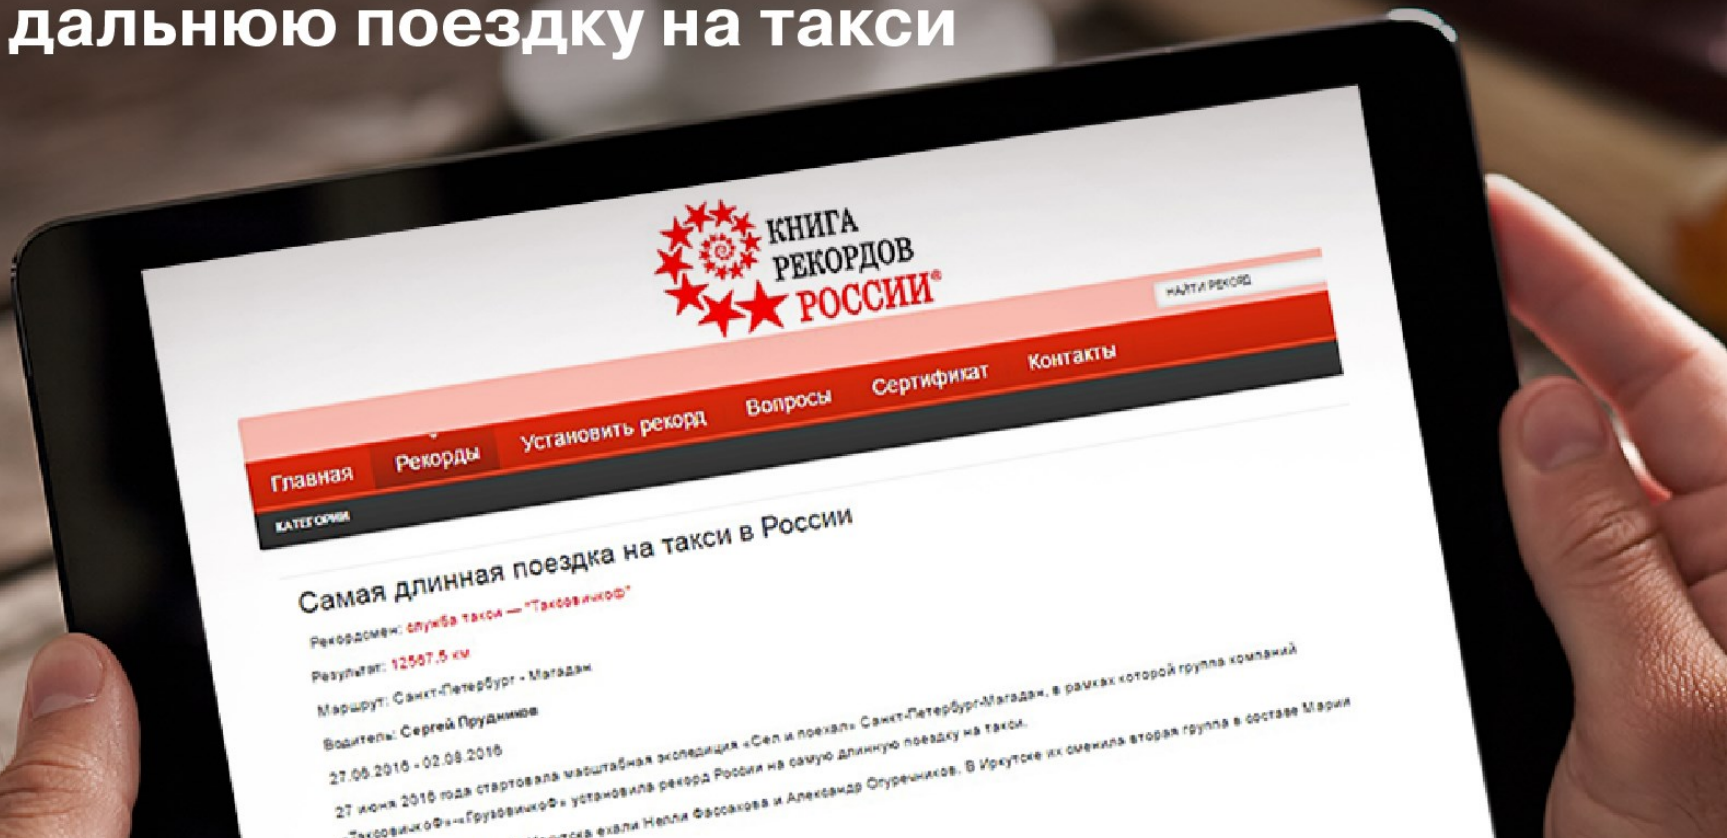 дальнюю поездку на такси
КНИГА
РЕКОРДОВ
РОССИИ®
НАЙТИ РЕКОРД
Главная Рекорды Установить рекорд Вопросы Сертификат Контакты
КАТЕГОРИИ
Самая длинная поездка на такси в России
Рекордсмен: служба такси — "ТаксовичкоФ"
Результат: 12567,5 км
Маршрут: Санкт-Петербург - Магадан
Водитель: Сергей Прудников
27.06.2016 - 02.08.2016
27 июня 2016 года стартовала масштабная экспедиция «Сел и поехал» Санкт-Петербург-Магадан, в рамках которой группа компаний
«ТаксовичкоФ»-«ГрузовичкоФ» установила рекорд России на самую длинную поездку на такси.
ехали Нелли Фассахова и Александр Огуречников. В Иркутске их сменила вторая группа в составе Марии